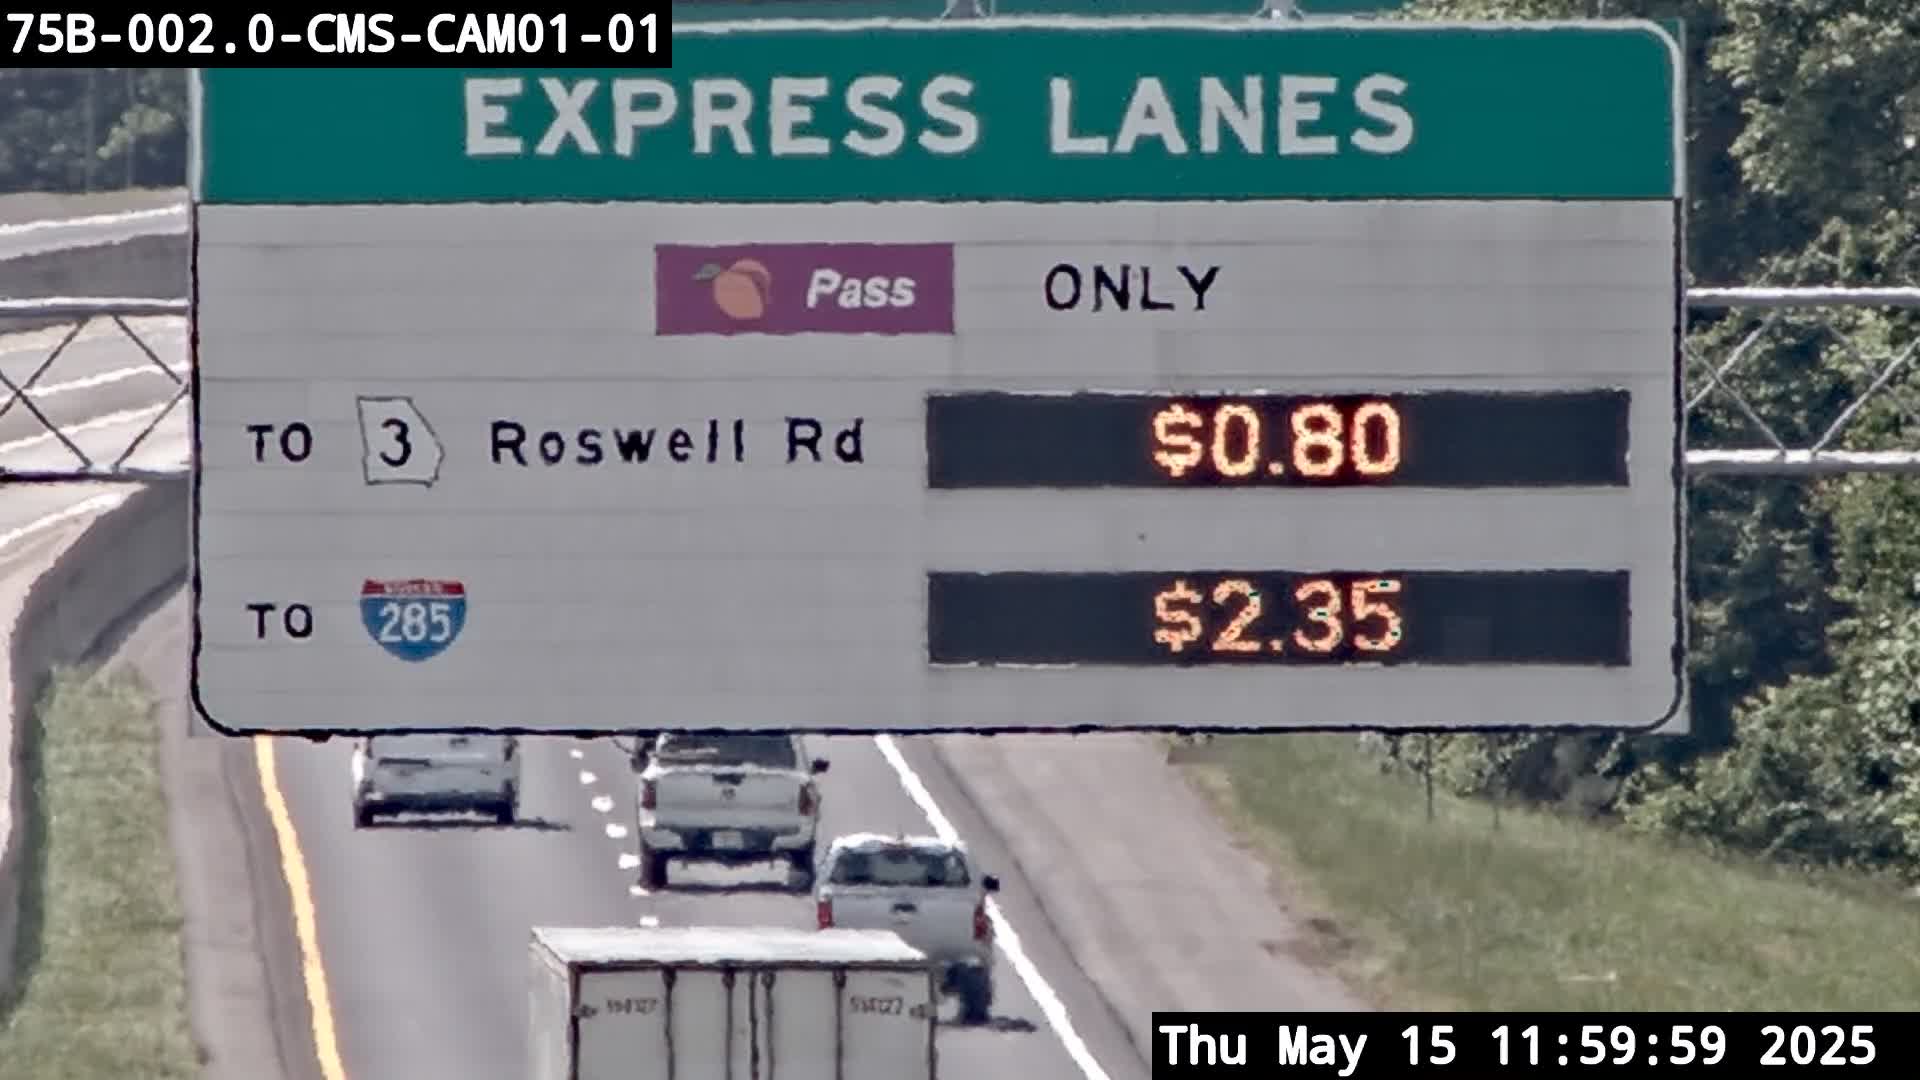 75B-002.0-CMS-CAM01-01
EXPRESS LANES
Pass ONLY
TO 3 Roswell Rd $0.80
TO 285 $2.35
Thu May 15 11:59:59 2025